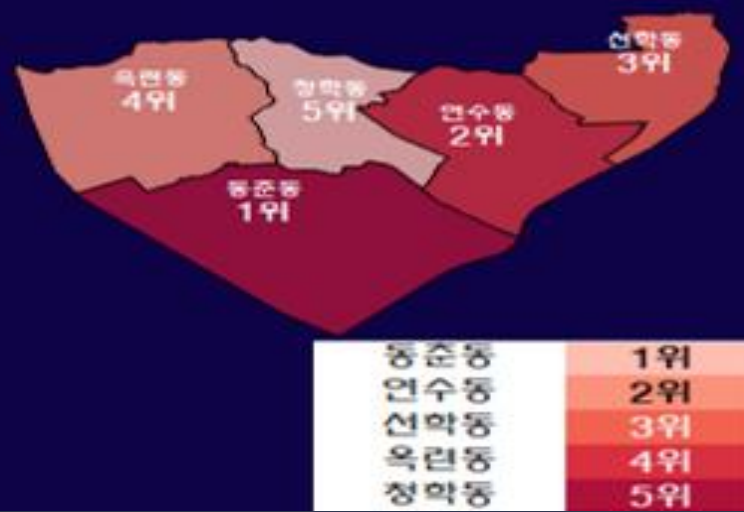 선학동
3위
옥련동
4위
청학동
5위
연수동
2위
동춘동
1위
동춘동 1위
연수동 2위
선학동 3위
옥련동 4위
청학동 5위